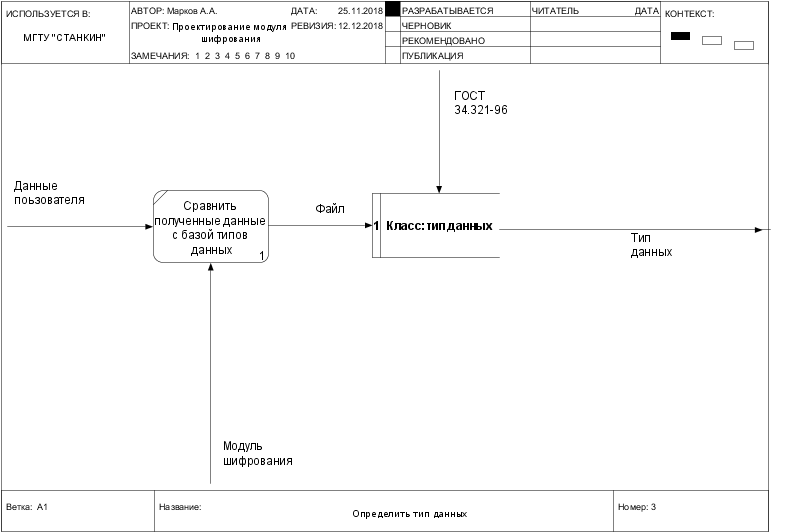 ИСПОЛЬЗУЕТСЯ В:
МГТУ "СТАНКИН"
АВТОР: Марков А.А.
ДАТА: 25.11.2018
ПРОЕКТ: Проектирование модуля
шифрования
РЕВИЗИЯ: 12.12.2018
ЗАМЕЧАНИЯ: 1 2 3 4 5 6 7 8 9 10
РАЗРАБАТЫВАЕТСЯ
ЧЕРНОВИК
РЕКОМЕНДОВАНО
ПУБЛИКАЦИЯ
ЧИТАТЕЛЬ ДАТА
КОНТЕКСТ:
ГОСТ
34.321-96
Данные
поьзователя
Сравнить
полученные данные
с базой типов
данных
1
Файл
1 Класс: тип данных
Тип
данных
Модуль
шифрования
Ветка: A1
Название:
Определить тип данных
Номер: 3